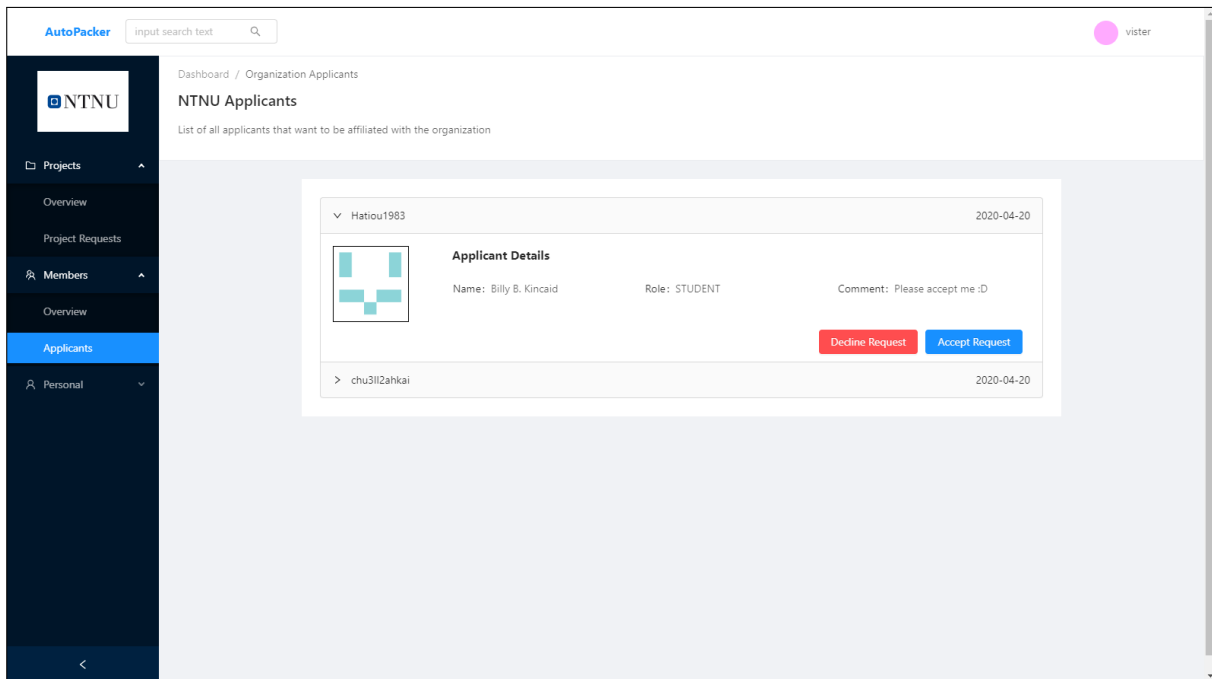 AutoPacker input search text vister
NTNU
Dashboard / Organization Applicants
NTNU Applicants
List of all applicants that want to be affiliated with the organization
Projects
Overview
Project Requests
Members
Overview
Applicants
Personal
Hatiou1983 2020-04-20
Applicant Details
Name: Billy B. Kincaid Role: STUDENT Comment: Please accept me :D
Decline Request Accept Request
chu3Il2ahkai 2020-04-20